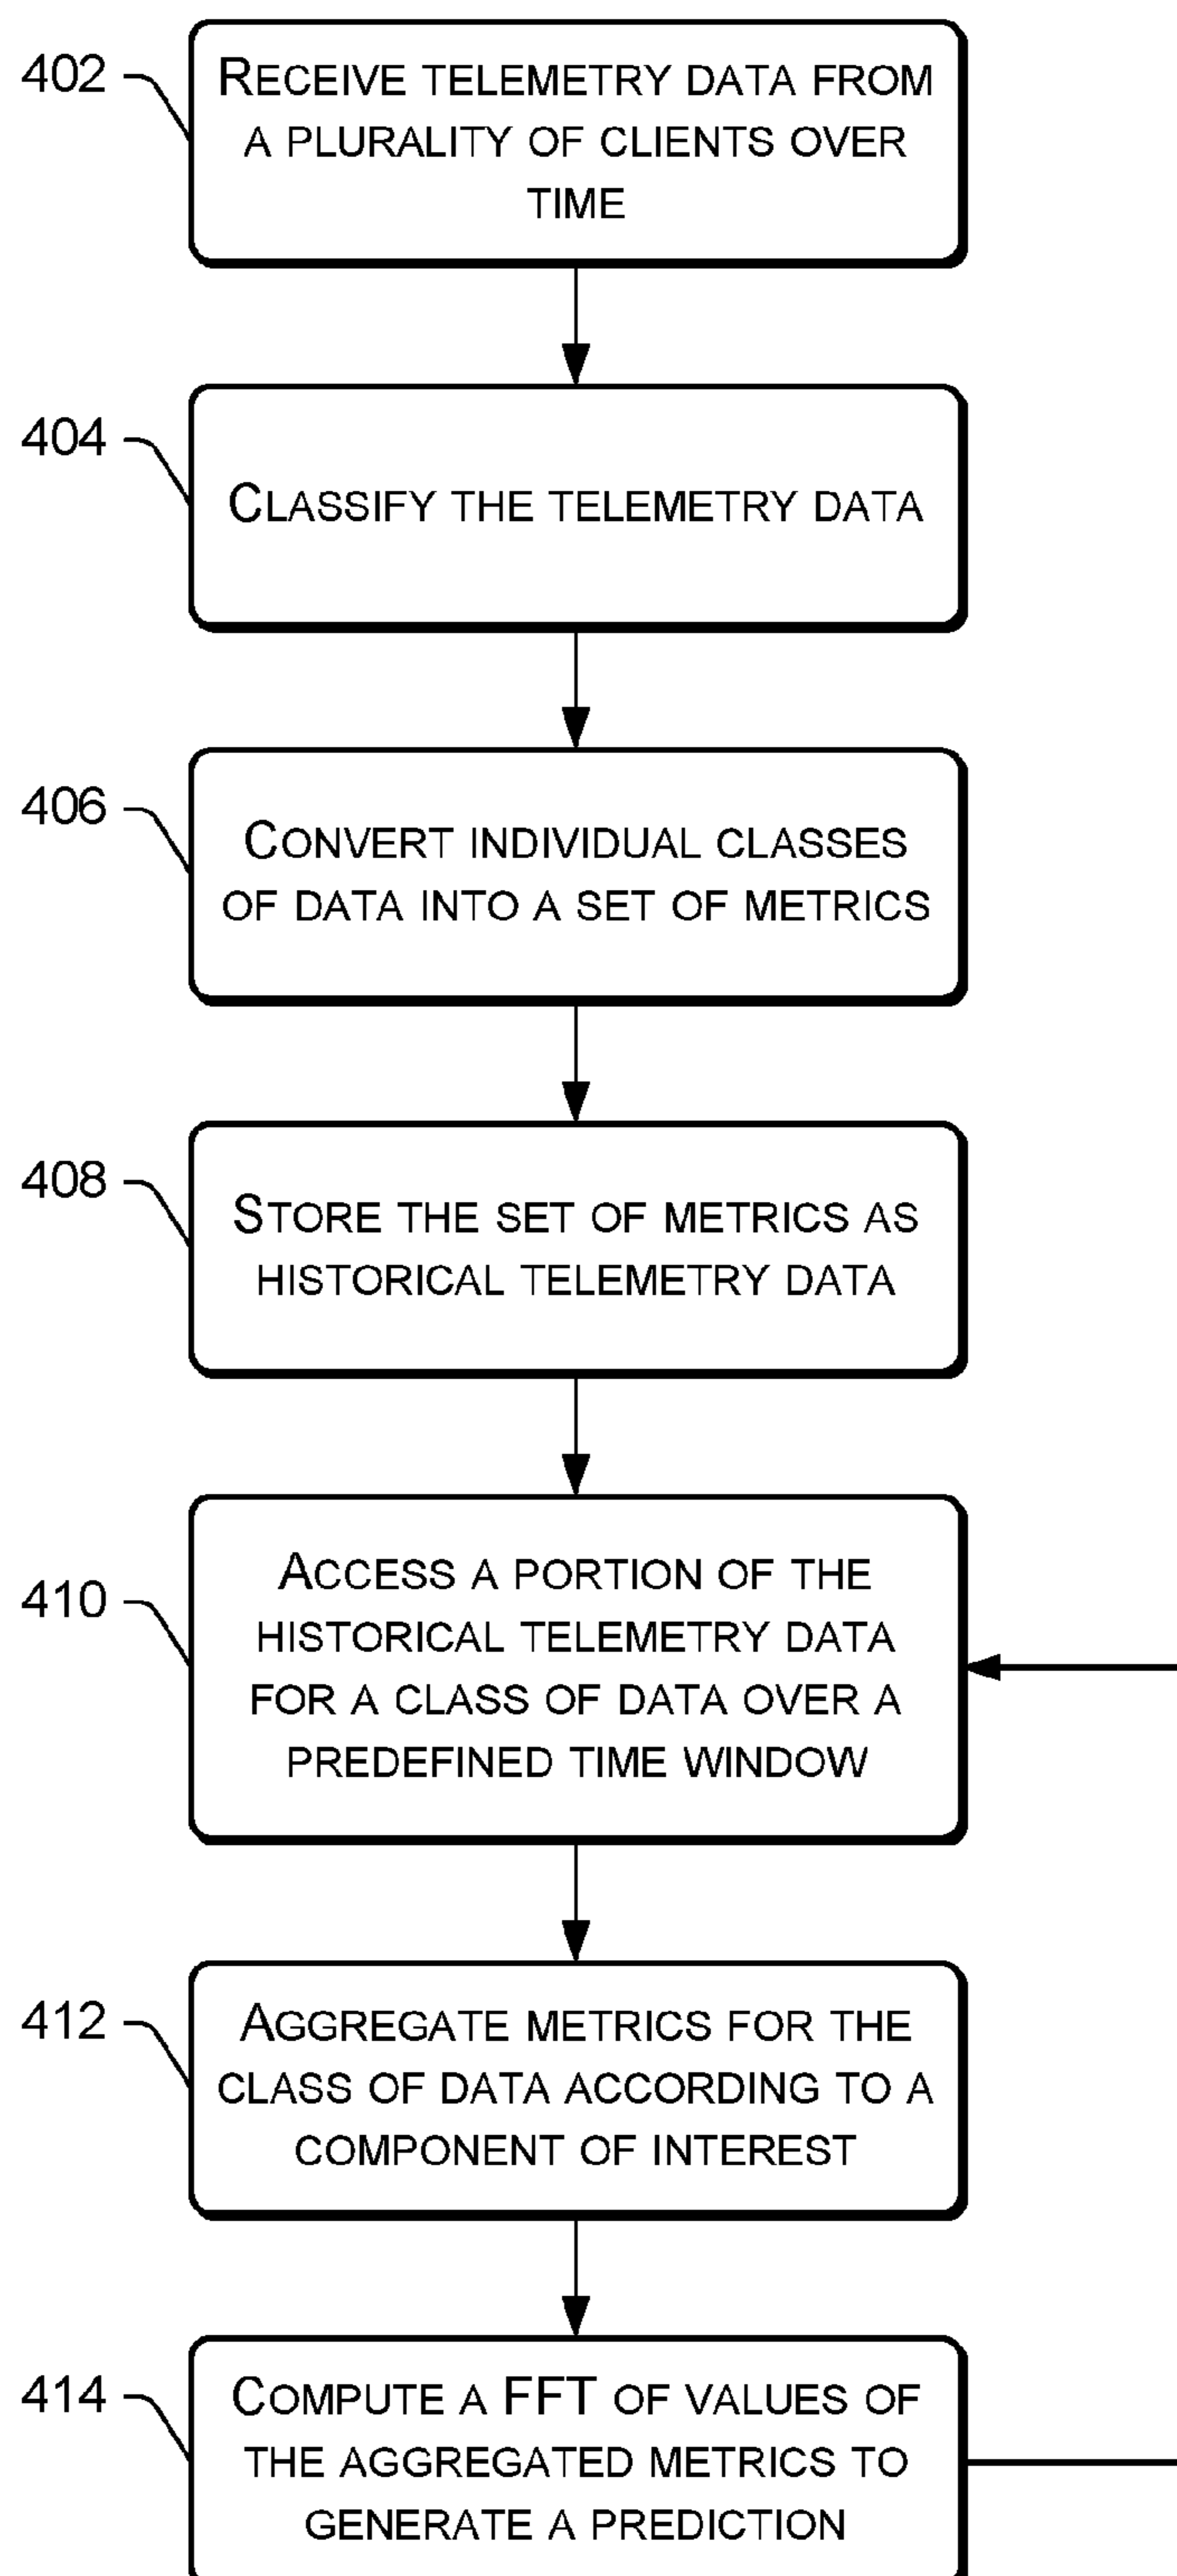 402
RECEIVE TELEMETRY DATA FROM
A PLURALITY OF CLIENTS OVER
TIME
404
CLASSIFY THE TELEMETRY DATA
406
CONVERT INDIVIDUAL CLASSES
OF DATA INTO A SET OF METRICS
408
STORE THE SET OF METRICS AS
HISTORICAL TELEMETRY DATA
410
ACCESS A PORTION OF THE
HISTORICAL TELEMETRY DATA
FOR A CLASS OF DATA OVER A
PREDEFINED TIME WINDOW
412
AGGREGATE METRICS FOR THE
CLASS OF DATA ACCORDING TO A
COMPONENT OF INTEREST
414
COMPUTE A FFT OF VALUES OF
THE AGGREGATED METRICS TO
GENERATE A PREDICTION